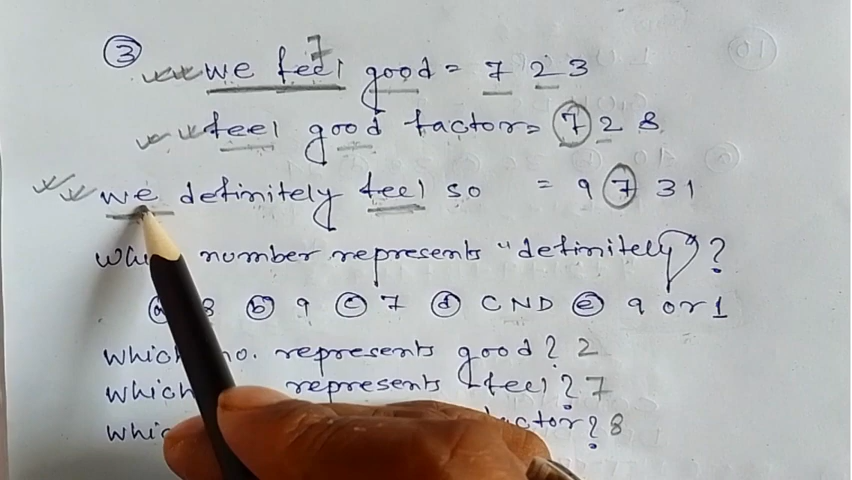 ③
7
we feel good = 7 2 3
feel good factor = 7 2 8
we definitely feel so = 9 7 3 1
number represents "definitely"?
8 ⓑ 9 ⓒ 7 ⓓ CND ⓔ 9 or 1
which no. represents good? 2
which represents feel? 7
8